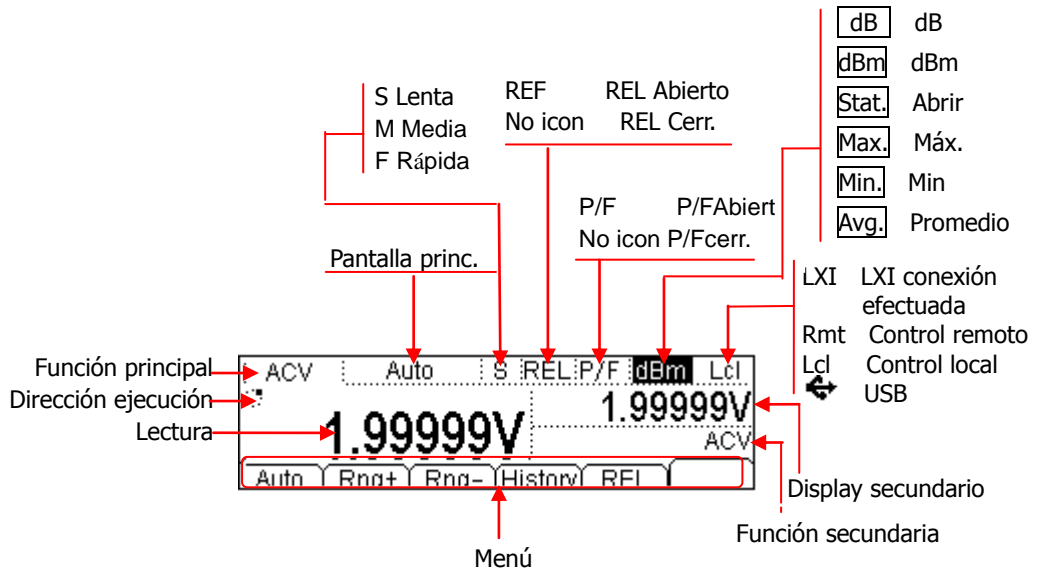 dB dB
dBm dBm
Stat. Abrir
Max. Máx.
Min. Min
Avg. Promedio
S Lenta
M Media
F Rápida
REF REL Abierto
No icon REL Cerr.
P/F P/FAbiert
No icon P/Fcerr.
Pantalla princ.
LXI LXI conexión
efectuada
Rmt Control remoto
Lcl Control local
USB
Función principal
Dirección ejecución
Lectura
ACV Auto S REL P/F dBm Lcl
1.99999V
1.99999V
ACV
Auto Rng+ Rng- History REL
Display secundario
Función secundaria
Menú